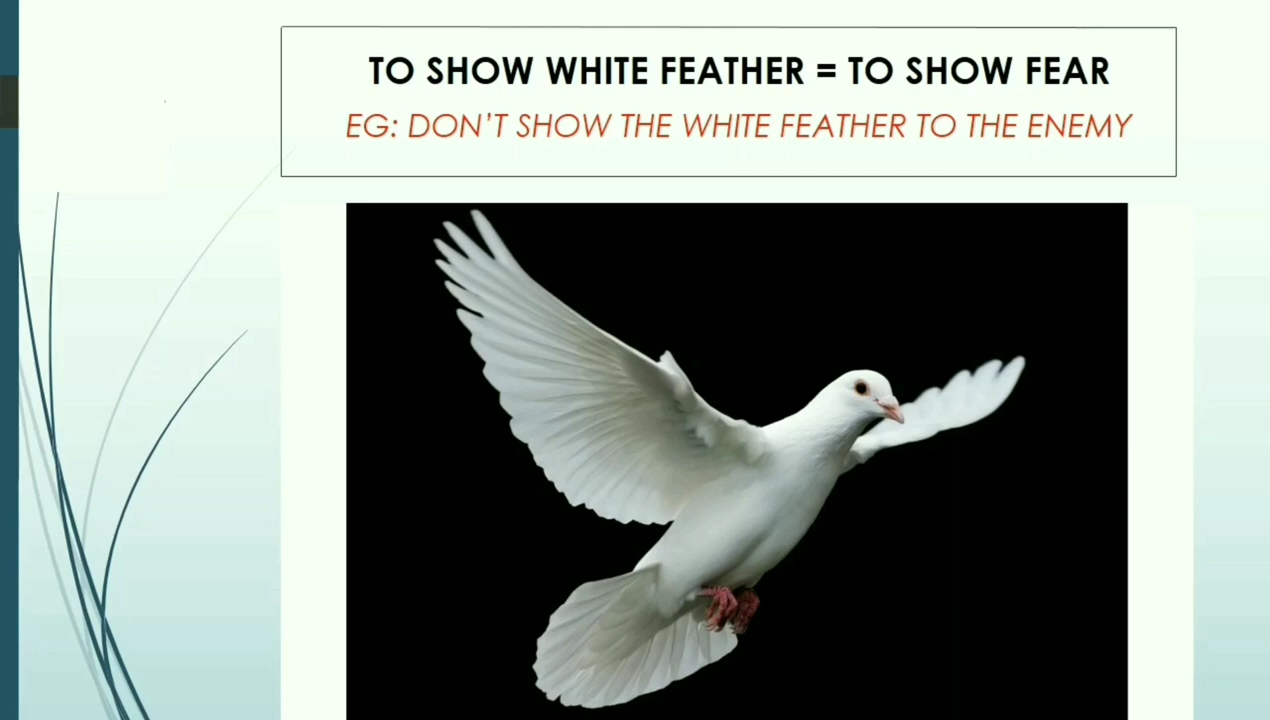 TO SHOW WHITE FEATHER = TO SHOW FEAR
EG: DON'T SHOW THE WHITE FEATHER TO THE ENEMY